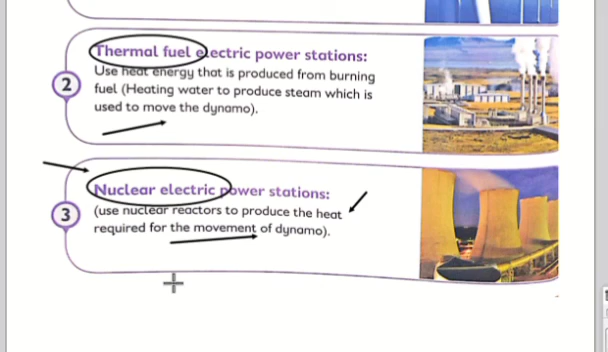 Thermal fuel electric power stations:
2
Use heat energy that is produced from burning
fuel (Heating water to produce steam which is
used to move the dynamo).
Nuclear electric power stations:
3
(use nuclear reactors to produce the heat
required for the movement of dynamo).